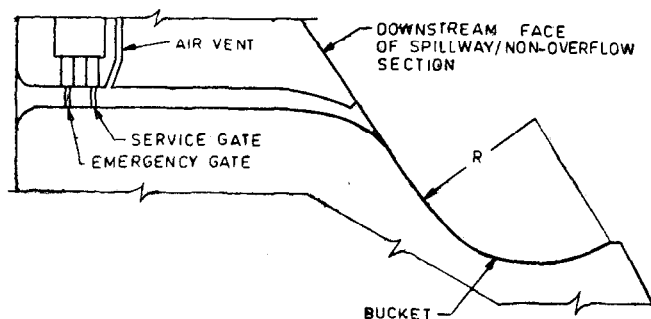 AIR VENT
DOWNSTREAM FACE
OF SPILLWAY/NON-OVERFLOW
SECTION
SERVICE GATE
EMERGENCY GATE
R
BUCKET